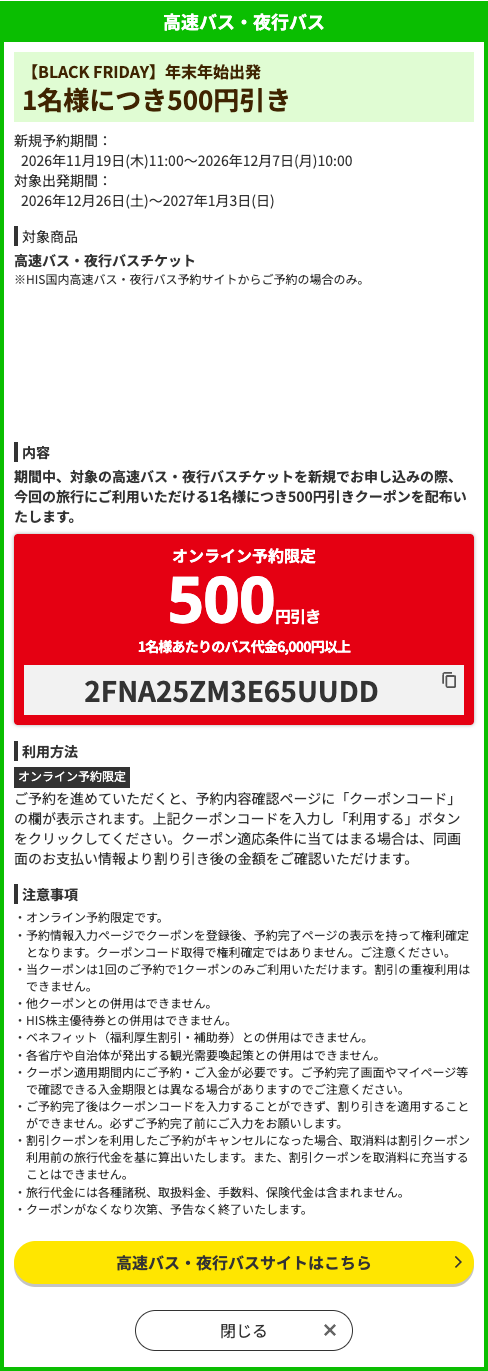 高速バス・夜行バス
【BLACK FRIDAY】年末年始出発
1名様につき500円引き
新規予約期間：
2026年11月19日(木)11:00～2026年12月7日(月)10:00
対象出発期間：
2026年12月26日(土)～2027年1月3日(日)
対象商品
高速バス・夜行バスチケット
※HIS国内高速バス・夜行バス予約サイトからご予約の場合のみ。
内容
期間中、対象の高速バス・夜行バスチケットを新規でお申し込みの際、
今回の旅行にご利用いただける1名様につき500円引きクーポンを配布い
たします。
オンライン予約限定
500円引き
1名様あたりのバス代金6,000円以上
2FNA25ZM3E65UUDD
利用方法
オンライン予約限定
ご予約を進めていただくと、予約内容確認ページに「クーポンコード」
の欄が表示されます。上記クーポンコードを入力し「利用する」ボタン
をクリックしてください。クーポン適応条件に当てはまる場合は、同画
面のお支払い情報より割り引き後の金額をご確認いただけます。
注意事項
・オンライン予約限定です。
・予約情報入力ページでクーポンを登録後、予約完了ページの表示を持って権利確定
となります。クーポンコード取得で権利確定ではありません。ご注意ください。
・当クーポンは1回のご予約で1クーポンのみご利用いただけます。割引の重複利用は
できません。
・他クーポンとの併用はできません。
・HIS株主優待券との併用はできません。
・ベネフィット（福利厚生割引・補助券）との併用はできません。
・各省庁や自治体が発出する観光需要喚起策との併用はできません。
・クーポン適用期間内にご予約・ご入金が必要です。ご予約完了画面やマイページ等
で確認できる入金期限とは異なる場合がありますのでご注意ください。
・ご予約完了後はクーポンコードを入力することができず、割り引きを適用すること
ができません。必ずご予約完了前にご入力をお願いします。
・割引クーポンを利用したご予約がキャンセルになった場合、取消料は割引クーポン
利用前の旅行代金を基に算出いたします。また、割引クーポンを取消料に充当する
ことはできません。
・旅行代金には各種諸税、取扱料金、手数料、保険代金は含まれません。
・クーポンがなくなり次第、予告なく終了いたします。
高速バス・夜行バスサイトはこちら
閉じる ×